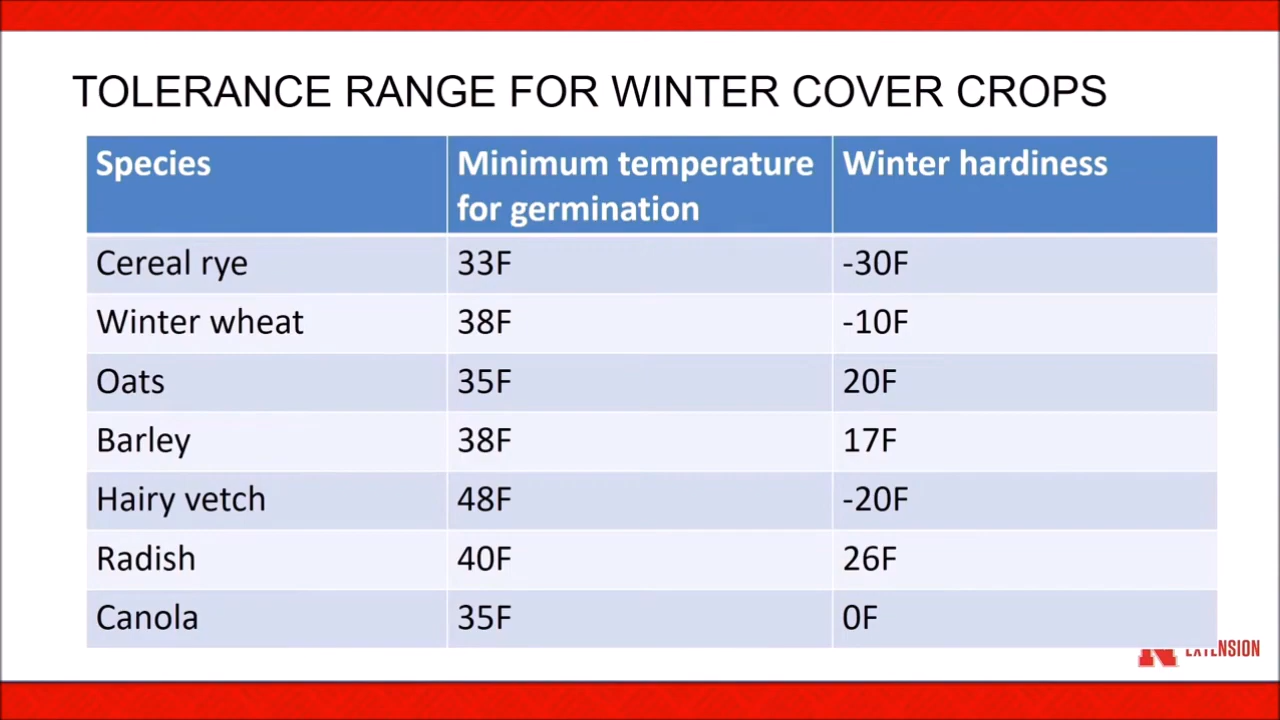 TOLERANCE RANGE FOR WINTER COVER CROPS
Species Minimum temperature for germination Winter hardiness
Cereal rye 33F -30F
Winter wheat 38F -10F
Oats 35F 20F
Barley 38F 17F
Hairy vetch 48F -20F
Radish 40F 26F
Canola 35F 0F
N EXTENSION